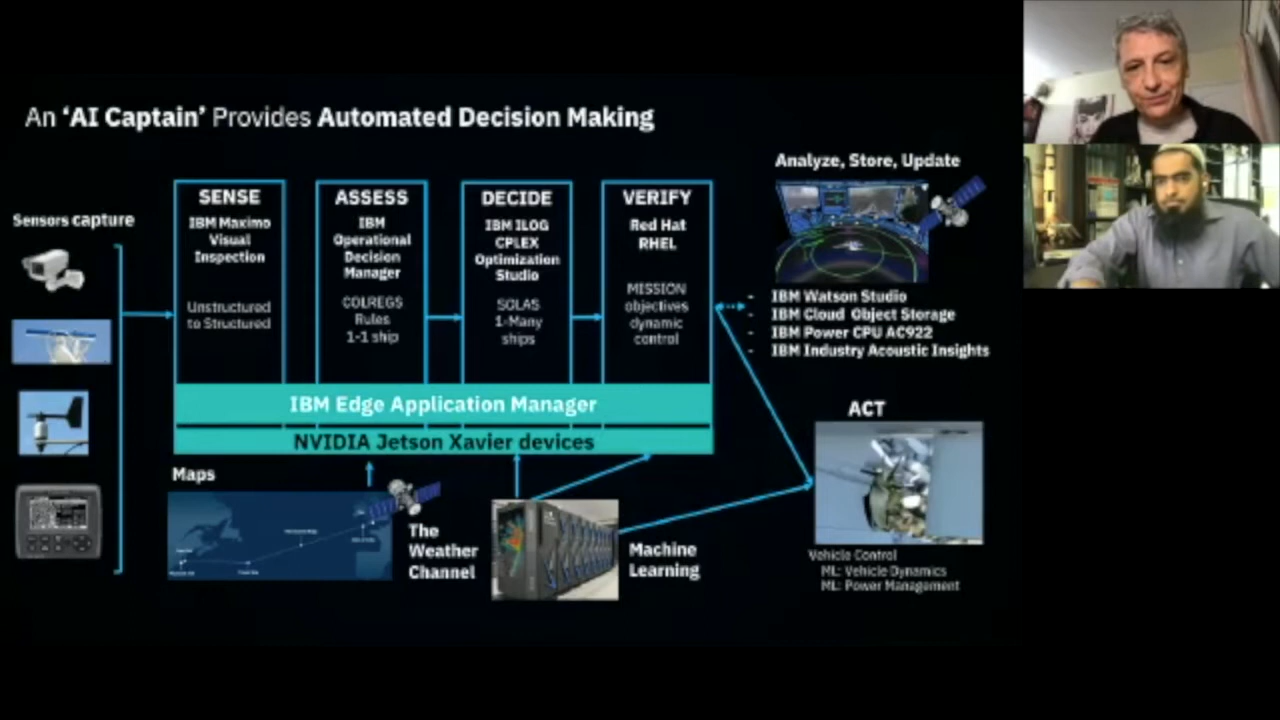 An ‘AI Captain’ Provides Automated Decision Making
Sensors capture
SENSE
IBM Maximo
Visual
Inspection
Unstructured
to Structured
ASSESS
IBM
Operational
Decision
Manager
COLREGS
Rules
1-1 ship
DECIDE
IBM ILOG
CPLEX
Optimization
Studio
SOLAS
1-Many
ships
VERIFY
Red Hat
RHEL
MISSION
objectives
dynamic
control
IBM Edge Application Manager
NVIDIA Jetson Xavier devices
Analyze, Store, Update
- IBM Watson Studio
- IBM Cloud Object Storage
- IBM Power CPU AC922
- IBM Industry Acoustic Insights
Maps
The
Weather
Channel
Machine
Learning
ACT
Vehicle Control
ML: Vehicle Dynamics
ML: Power Management